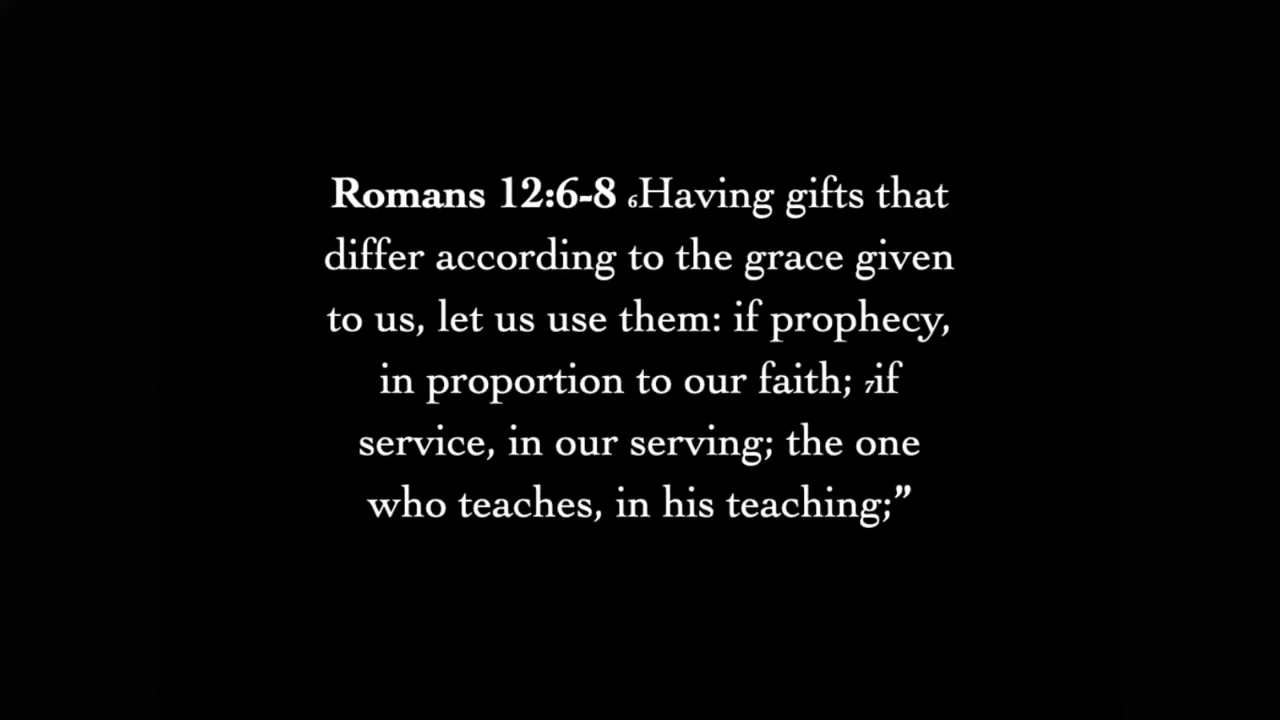 Romans 12:6-8 6Having gifts that
differ according to the grace given
to us, let us use them: if prophecy,
in proportion to our faith; 7if
service, in our serving; the one
who teaches, in his teaching;”